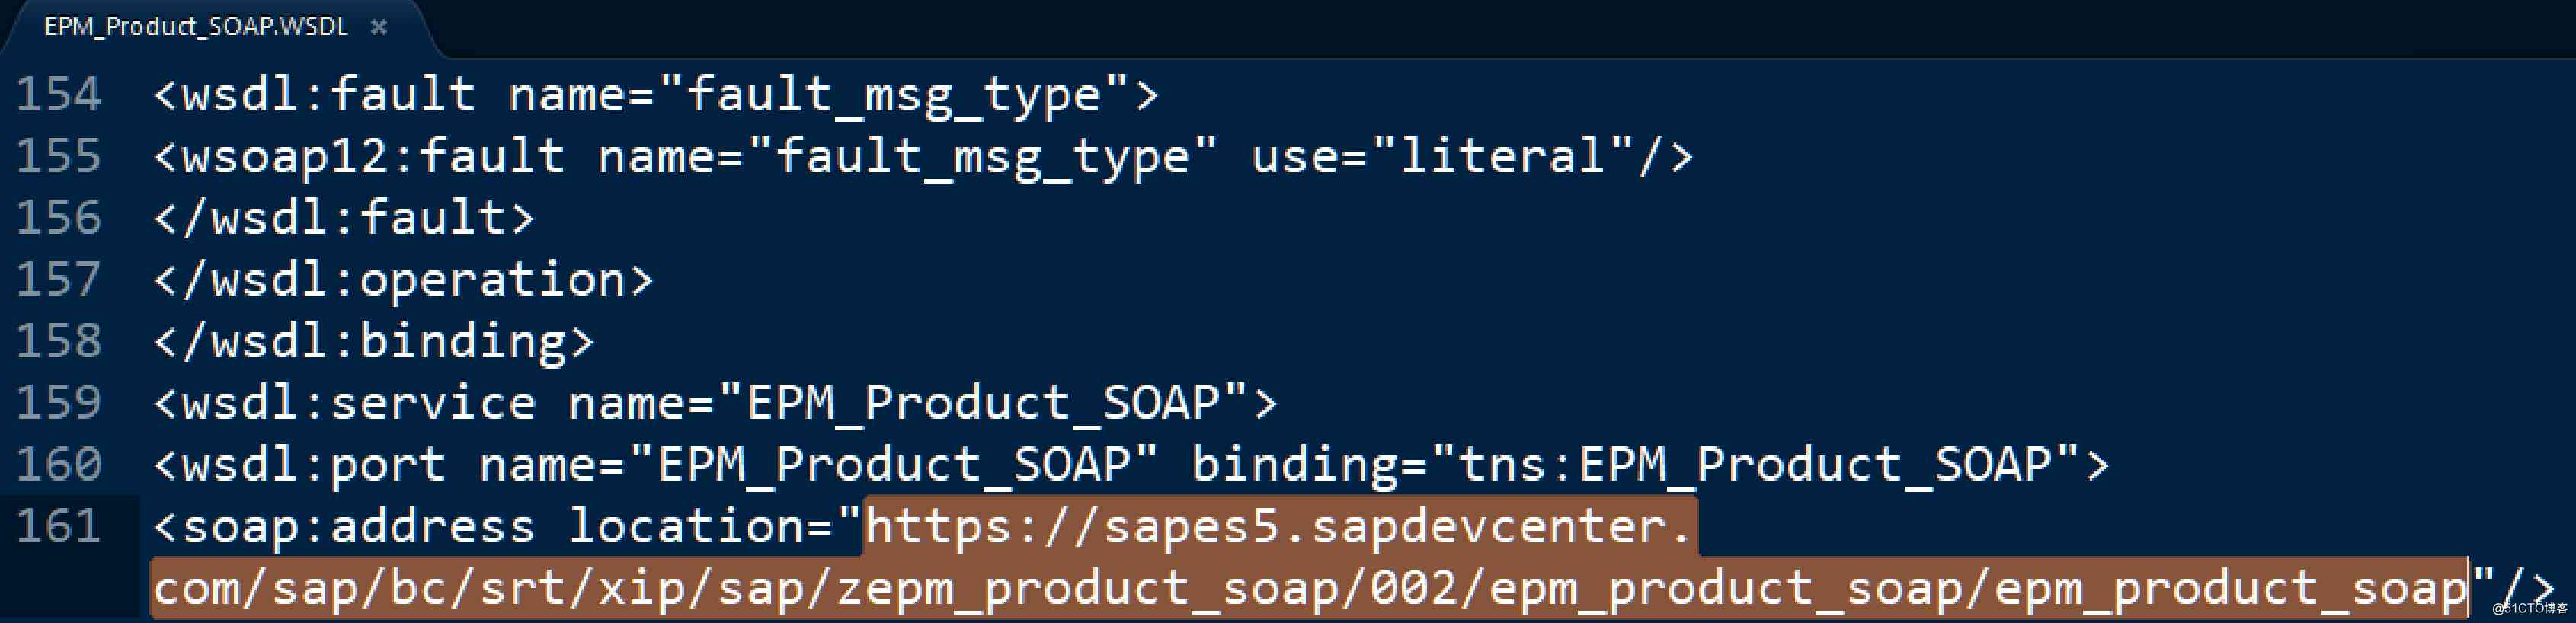 EPM_Product_SOAP.WSDL ×
154 <wsdl:fault name="fault_msg_type">
155 <wsoap12:fault name="fault_msg_type" use="literal"/>
156 </wsdl:fault>
157 </wsdl:operation>
158 </wsdl:binding>
159 <wsdl:service name="EPM_Product_SOAP">
160 <wsdl:port name="EPM_Product_SOAP" binding="tns:EPM_Product_SOAP">
161 <soap:address location="https://sapes5.sapdevcenter.
com/sap/bc/srt/xip/sap/zepm_product_soap/002/epm_product_soap/epm_product_soap"/>
@51CTO博客